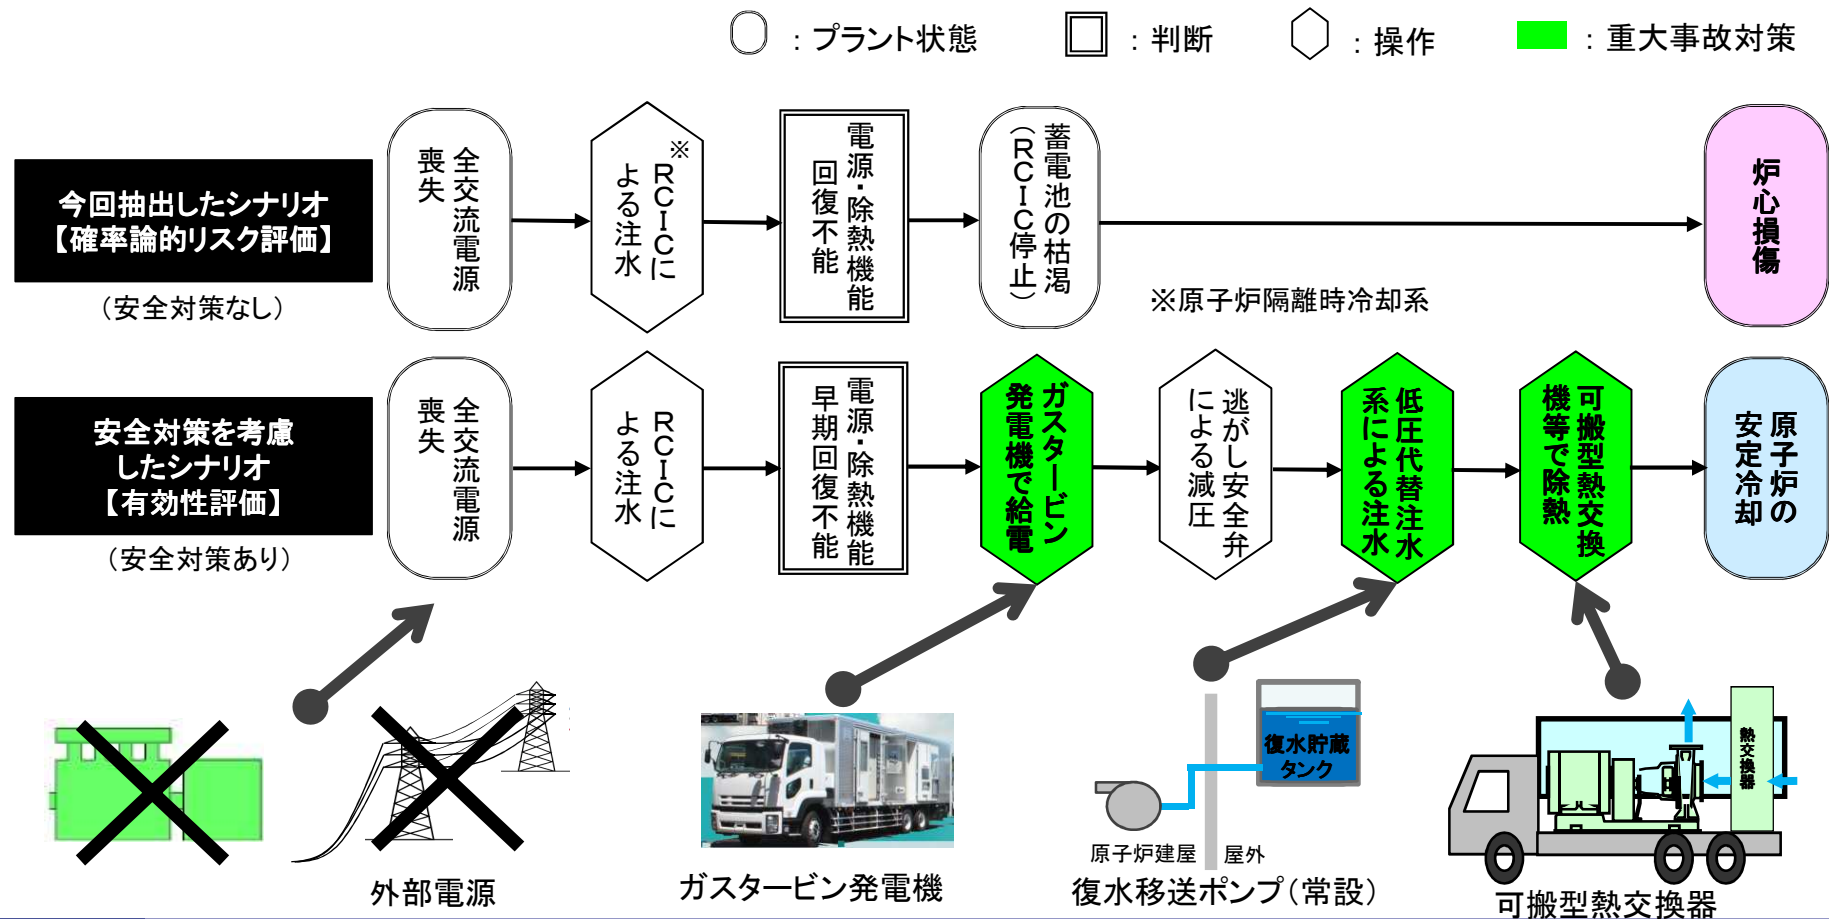 ：プラント状態
：判断
：操作
：重大事故対策
今回抽出したシナリオ
【確率論的リスク評価】
（安全対策なし）
全交流電源
喪失
※
ＲＣＩＣに
よる注水
電源・除熱機能
回復不能
蓄電池の枯渇
（ＲＣＩＣ停止）
※原子炉隔離時冷却系
炉心損傷
安全対策を考慮
したシナリオ
【有効性評価】
（安全対策あり）
全交流電源
喪失
ＲＣＩＣに
よる注水
電源・除熱機能
早期回復不能
ガスタービン
発電機で給電
逃がし安全弁
による減圧
低圧代替注水
系による注水
可搬型熱交換
機等で除熱
原子炉の
安定冷却
外部電源
ガスタービン発電機
復水貯蔵
タンク
原子炉建屋
屋外
復水移送ポンプ（常設）
熱交換器
可搬型熱交換器